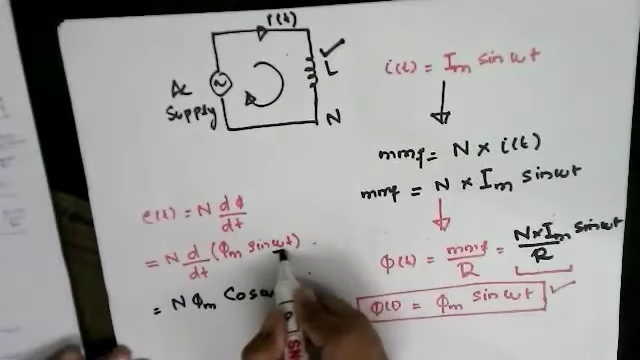 i(t)
L
AC
Supply
N
i(t) = Im sin ωt
mmf = N × i(t)
mmf = N × Im sin ωt
e(t) = N dϕ/dt
= N d/dt (ϕm sin ωt)
= N ϕm Cos ω
ϕ(t) = mmf/R = N×Im sin ωt/R
ϕ(t) = ϕm sin ωt